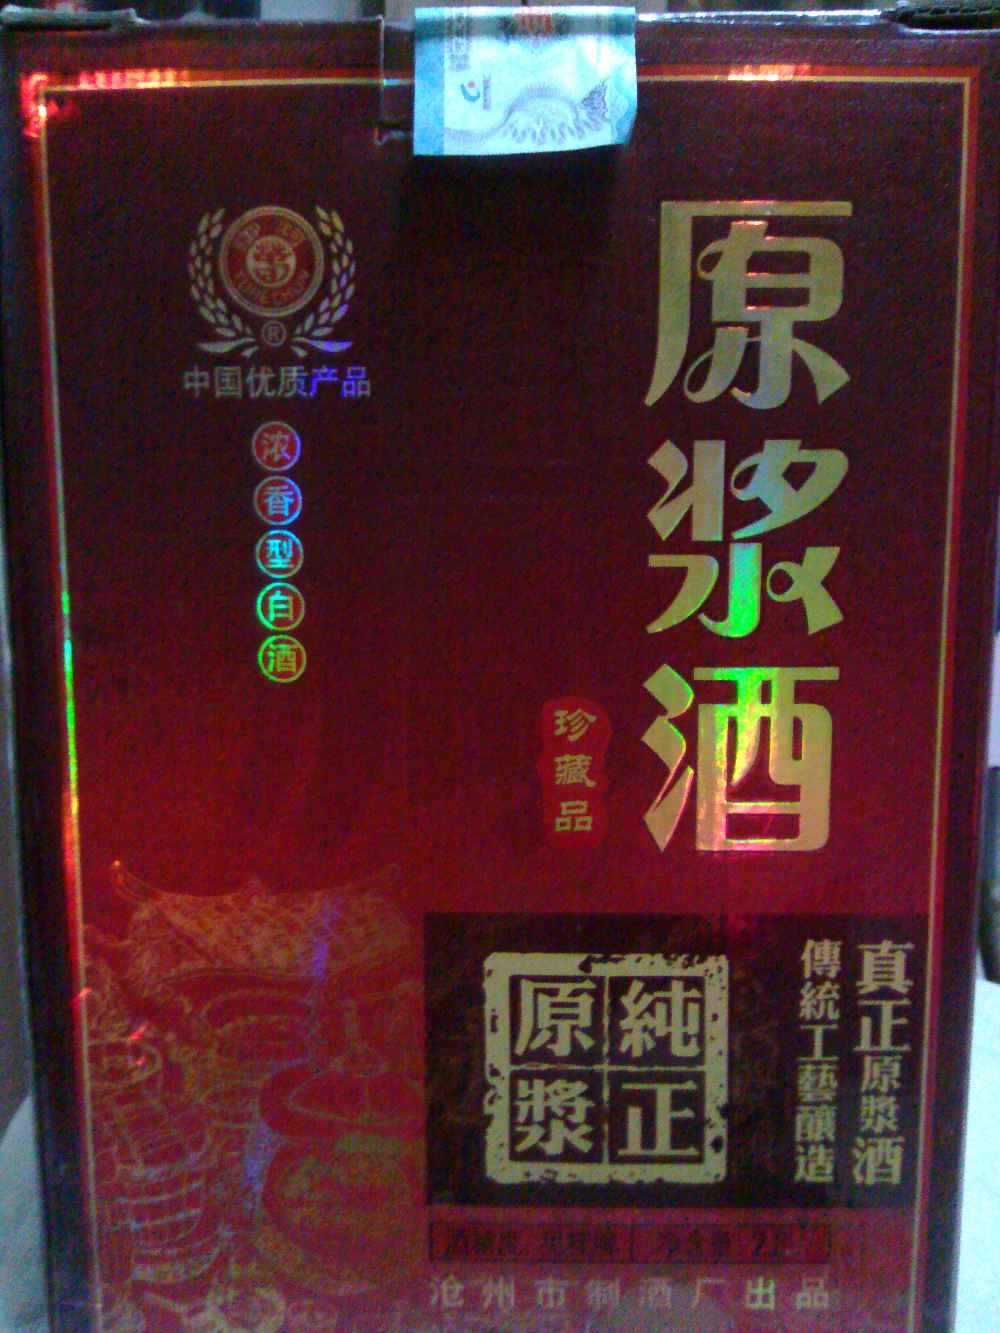 中国优质产品
浓香型白酒
原浆酒
珍藏品
純正
原漿
真正原漿酒
傳統工藝釀造
沧州市制酒厂出品